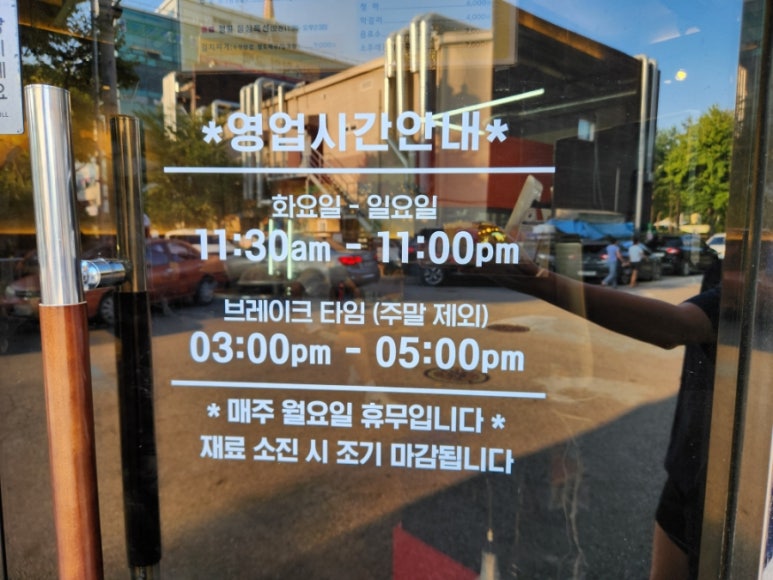 *영업시간안내*
화요일 - 일요일
11:30am - 11:00pm
브레이크 타임 (주말 제외)
03:00pm - 05:00pm
* 매주 월요일 휴무입니다 *
재료 소진 시 조기 마감됩니다